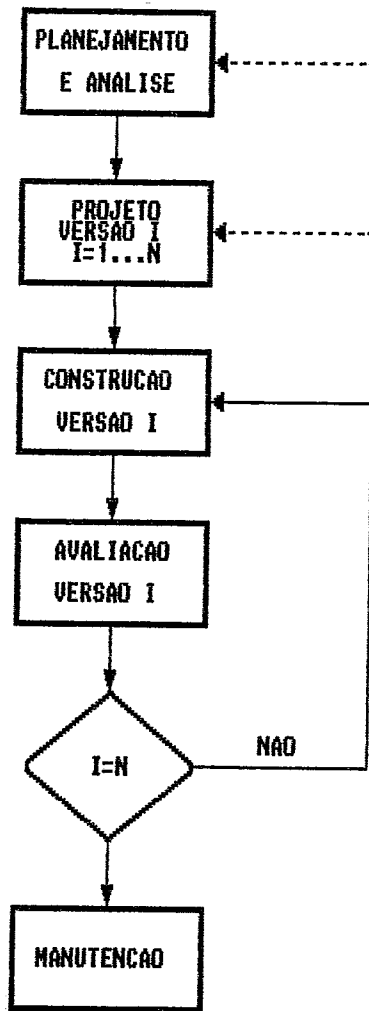 PLANEJAMENTO
E ANALISE
PROJETO
VERSAO I
I=1...N
CONSTRUCAO
VERSAO I
AVALIACAO
VERSAO I
I=N
NAO
MANUTENCAO